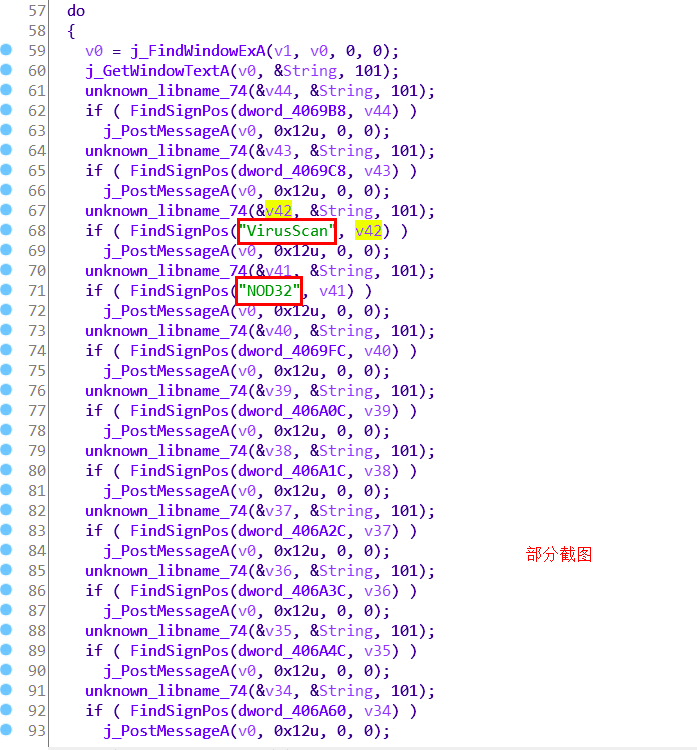 57 do
58 {
59 v0 = j_FindWindowExA(v1, v0, 0, 0);
60 j_GetWindowTextA(v0, &String, 101);
61 unknown_libname_74(&v44, &String, 101);
62 if ( FindSignPos(dword_4069B8, v44) )
63 j_PostMessageA(v0, 0x12u, 0, 0);
64 unknown_libname_74(&v43, &String, 101);
65 if ( FindSignPos(dword_4069C8, v43) )
66 j_PostMessageA(v0, 0x12u, 0, 0);
67 unknown_libname_74(&v42, &String, 101);
68 if ( FindSignPos("VirusScan", v42) )
69 j_PostMessageA(v0, 0x12u, 0, 0);
70 unknown_libname_74(&v41, &String, 101);
71 if ( FindSignPos("NOD32", v41) )
72 j_PostMessageA(v0, 0x12u, 0, 0);
73 unknown_libname_74(&v40, &String, 101);
74 if ( FindSignPos(dword_4069FC, v40) )
75 j_PostMessageA(v0, 0x12u, 0, 0);
76 unknown_libname_74(&v39, &String, 101);
77 if ( FindSignPos(dword_406A0C, v39) )
78 j_PostMessageA(v0, 0x12u, 0, 0);
79 unknown_libname_74(&v38, &String, 101);
80 if ( FindSignPos(dword_406A1C, v38) )
81 j_PostMessageA(v0, 0x12u, 0, 0);
82 unknown_libname_74(&v37, &String, 101);
83 if ( FindSignPos(dword_406A2C, v37) )
84 j_PostMessageA(v0, 0x12u, 0, 0);
部分截图
85 unknown_libname_74(&v36, &String, 101);
86 if ( FindSignPos(dword_406A3C, v36) )
87 j_PostMessageA(v0, 0x12u, 0, 0);
88 unknown_libname_74(&v35, &String, 101);
89 if ( FindSignPos(dword_406A4C, v35) )
90 j_PostMessageA(v0, 0x12u, 0, 0);
91 unknown_libname_74(&v34, &String, 101);
92 if ( FindSignPos(dword_406A60, v34) )
93 j_PostMessageA(v0, 0x12u, 0, 0);